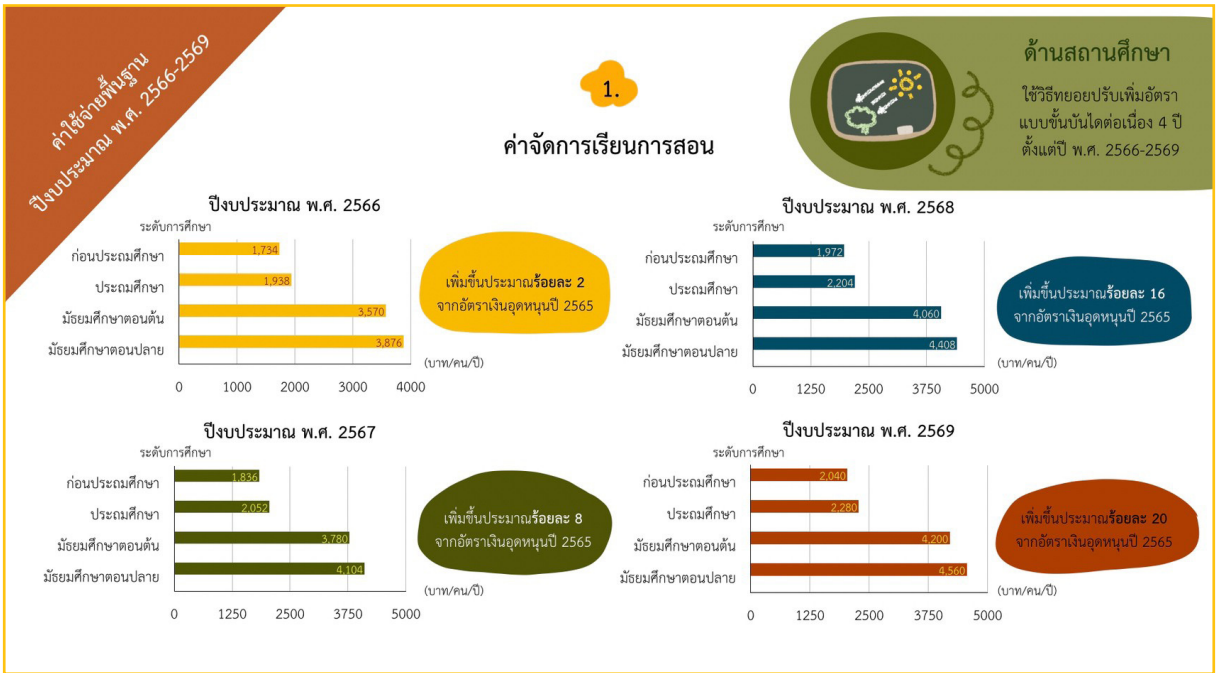 ค่าใช้จ่ายพื้นฐาน
ปีงบประมาณ พ.ศ. 2566-2569
1.
ค่าจัดการเรียนการสอน
ด้านสถานศึกษา
ใช้วิธีทยอยปรับเพิ่มอัตรา
แบบขั้นบันไดต่อเนื่อง 4 ปี
ตั้งแต่ปี พ.ศ. 2566-2569
ปีงบประมาณ พ.ศ. 2566
ระดับการศึกษา
ก่อนประถมศึกษา 1,734
ประถมศึกษา 1,938
มัธยมศึกษาตอนต้น 3,570
มัธยมศึกษาตอนปลาย 3,876
(บาท/คน/ปี)
0 1000 2000 3000 4000
เพิ่มขึ้นประมาณร้อยละ 2
จากอัตราเงินอุดหนุนปี 2565
ปีงบประมาณ พ.ศ. 2568
ระดับการศึกษา
ก่อนประถมศึกษา 1,972
ประถมศึกษา 2,204
มัธยมศึกษาตอนต้น 4,060
มัธยมศึกษาตอนปลาย 4,408
(บาท/คน/ปี)
0 1250 2500 3750 5000
เพิ่มขึ้นประมาณร้อยละ 16
จากอัตราเงินอุดหนุนปี 2565
ปีงบประมาณ พ.ศ. 2567
ระดับการศึกษา
ก่อนประถมศึกษา 1,836
ประถมศึกษา 2,052
มัธยมศึกษาตอนต้น 3,780
มัธยมศึกษาตอนปลาย 4,104
(บาท/คน/ปี)
0 1250 2500 3750 5000
เพิ่มขึ้นประมาณร้อยละ 8
จากอัตราเงินอุดหนุนปี 2565
ปีงบประมาณ พ.ศ. 2569
ระดับการศึกษา
ก่อนประถมศึกษา 2,040
ประถมศึกษา 2,280
มัธยมศึกษาตอนต้น 4,200
มัธยมศึกษาตอนปลาย 4,560
(บาท/คน/ปี)
0 1250 2500 3750 5000
เพิ่มขึ้นประมาณร้อยละ 20
จากอัตราเงินอุดหนุนปี 2565